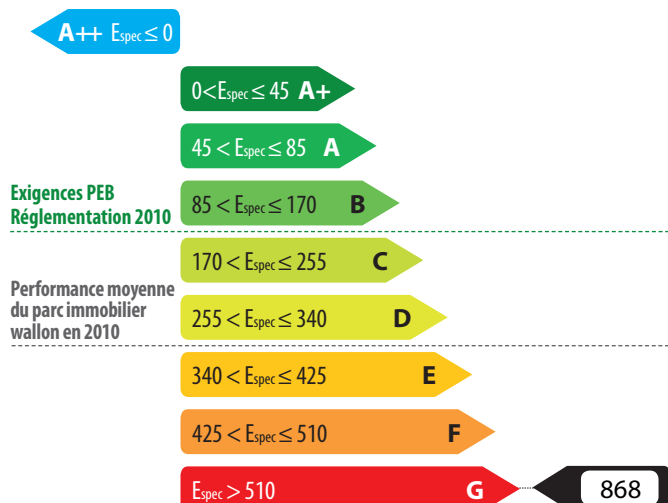 A++ Espec ≤ 0
0<Espec ≤ 45 A+
45 < Espec ≤ 85 A
Exigences PEB
Réglementation 2010
85 < Espec ≤ 170 B
170 < Espec ≤ 255 C
Performance moyenne
du parc immobilier
wallon en 2010
255 < Espec ≤ 340 D
340 < Espec ≤ 425 E
425 < Espec ≤ 510 F
Espec > 510 G 868